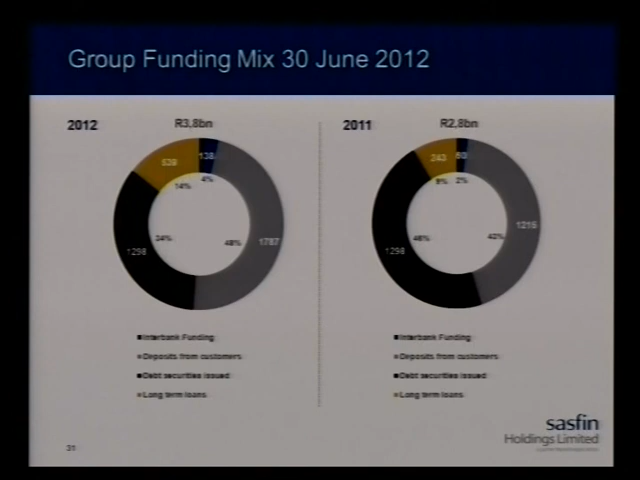 Group Funding Mix 30 June 2012
2012
R3,8bn
539
138
14%
4%
34%
48%
1298
1787
Interbank Funding
Deposits from customers
Debt securities issued
Long term loans
2011
R2,8bn
243
60
9%
2%
46%
43%
1298
1216
Interbank Funding
Deposits from customers
Debt securities issued
Long term loans
31
sasfin
Holdings Limited